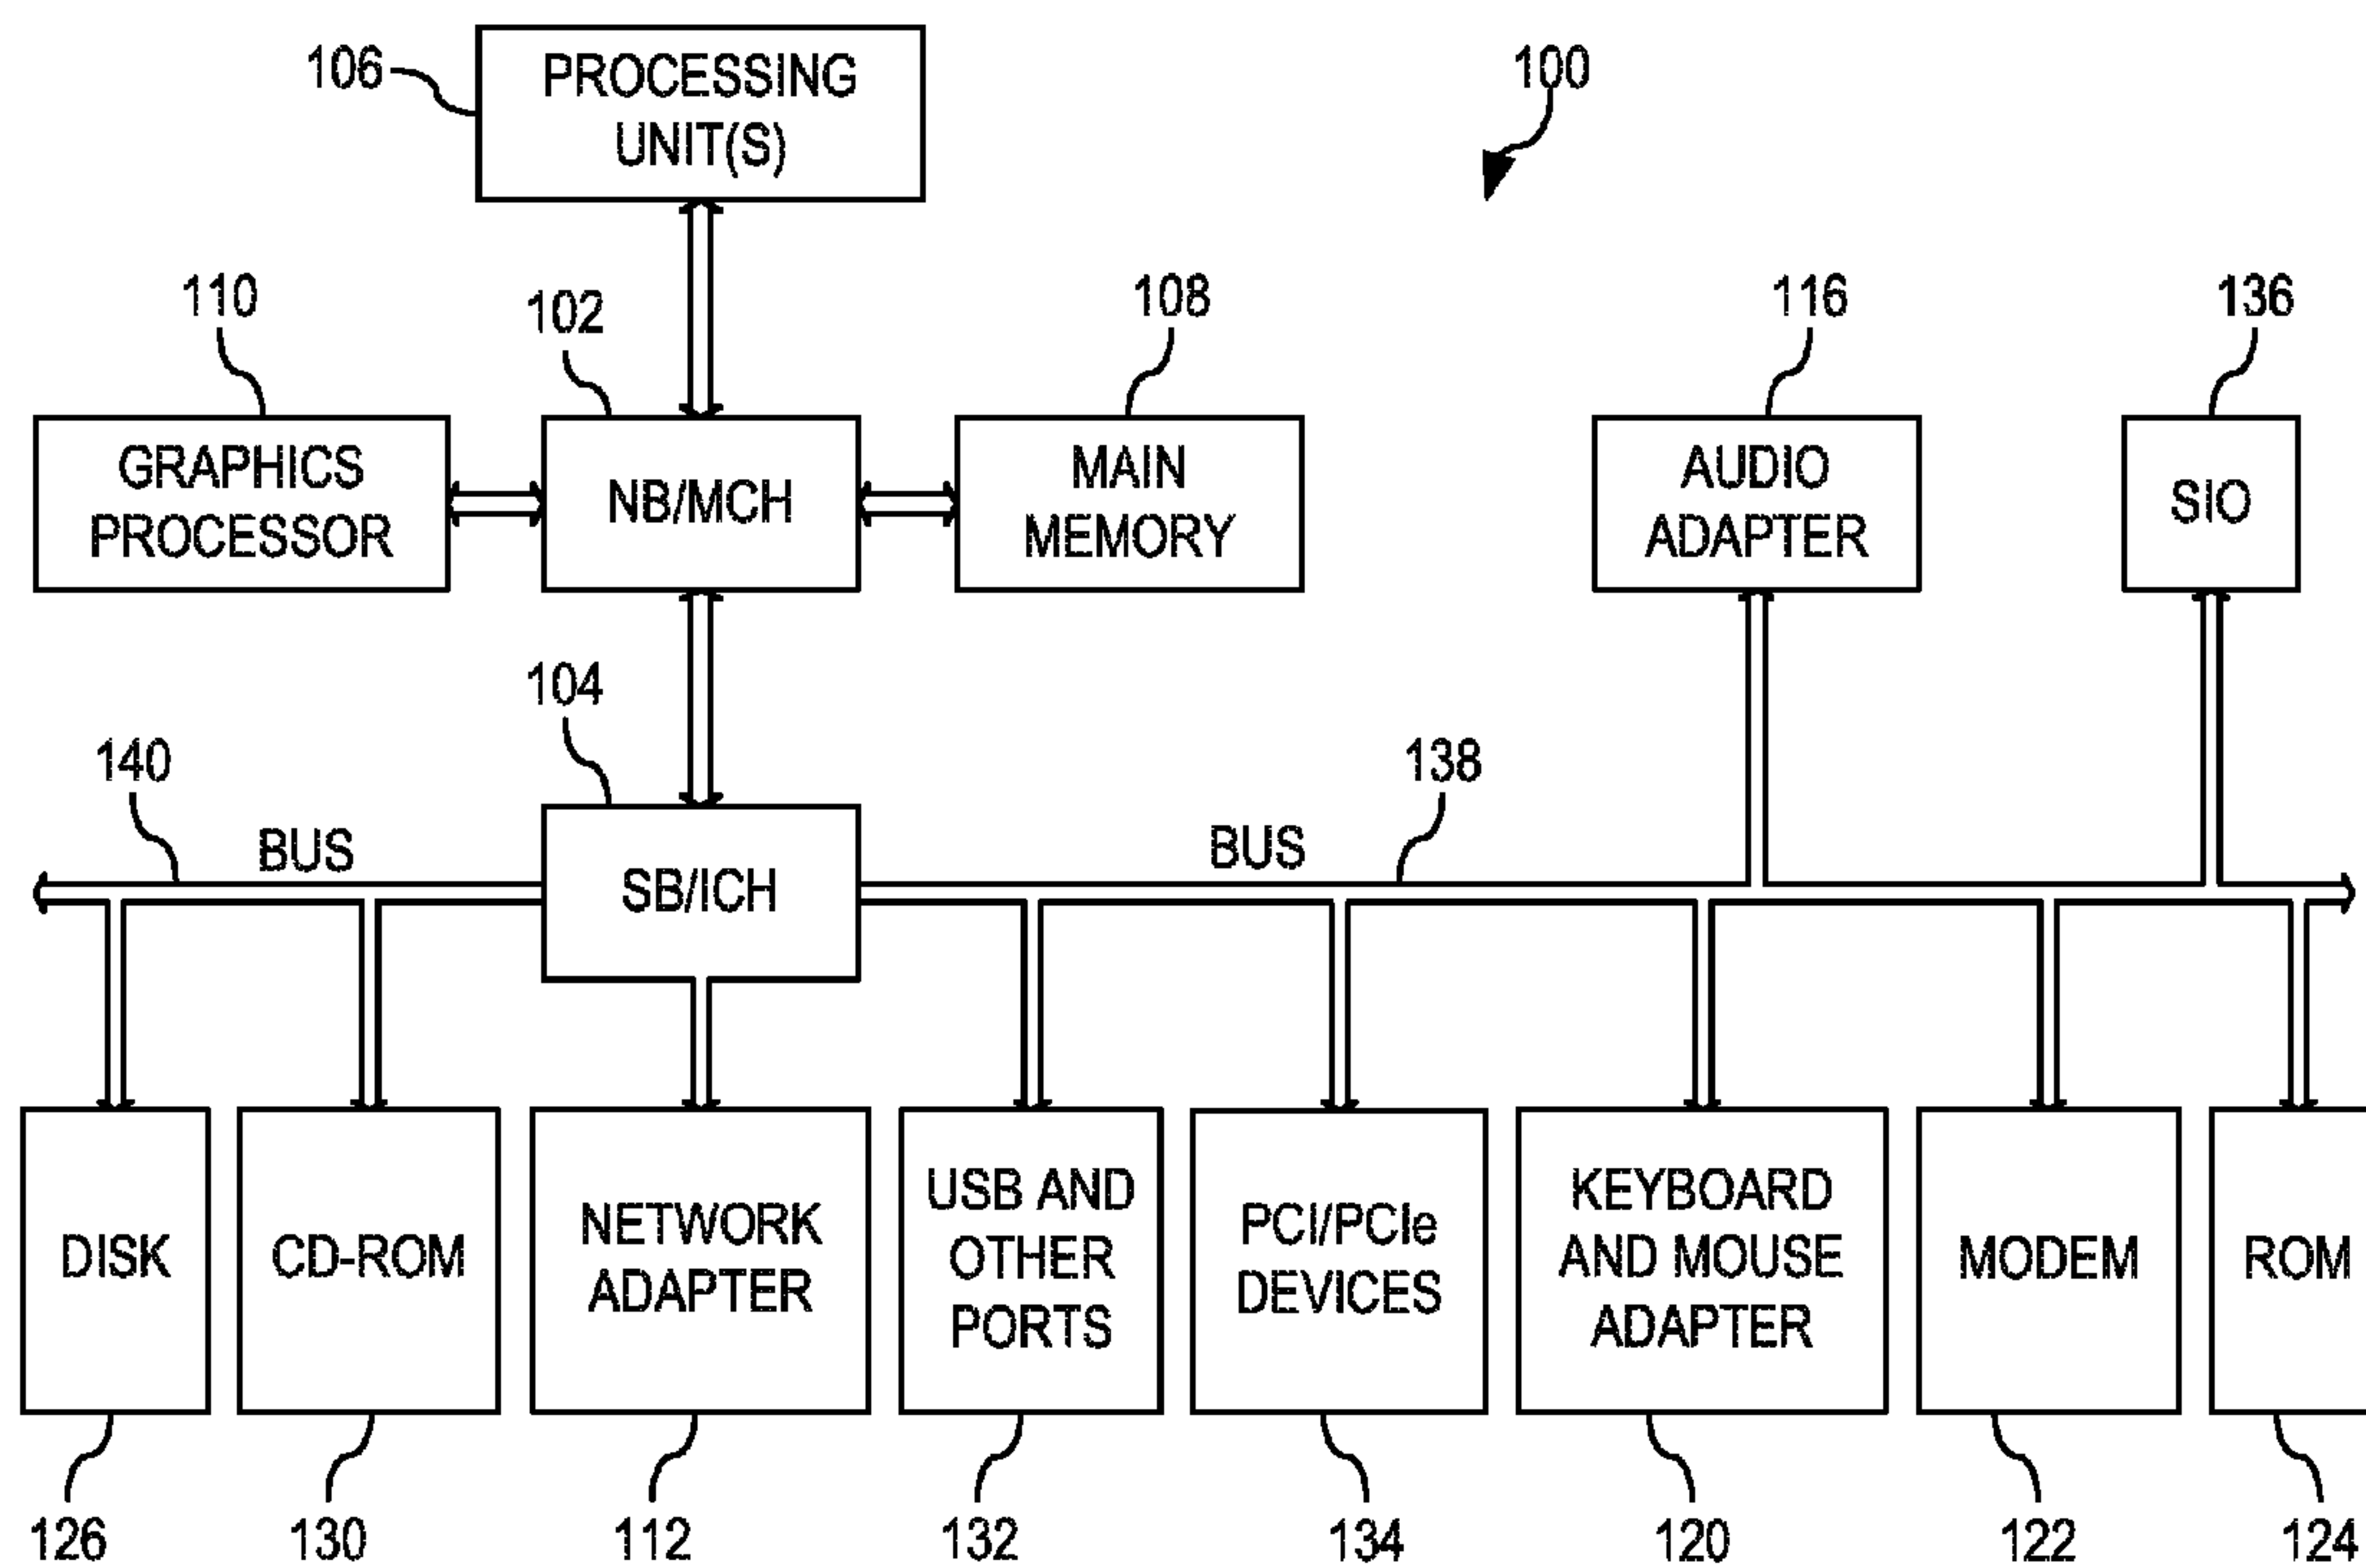 106
PROCESSING
UNIT(S)
100
110
102
108
116
136
GRAPHICS
PROCESSOR
NB/MCH
MAIN
MEMORY
AUDIO
ADAPTER
SIO
104
140
138
BUS
BUS
SB/ICH
DISK
CD-ROM
NETWORK
ADAPTER
USB AND
OTHER
PORTS
PCI/PCIe
DEVICES
KEYBOARD
AND MOUSE
ADAPTER
MODEM
ROM
126
130
112
132
134
120
122
124